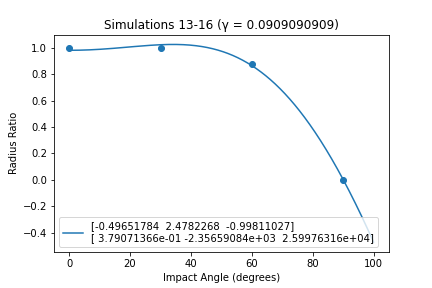 Simulations 13-16 (γ = 0.0909090909)
1.0
0.8
0.6
0.4
0.2
0.0
-0.2
-0.4
Radius Ratio
[-0.49651784 2.4782268 -0.99811027]
[ 3.79071366e-01 -2.35659084e+03 2.59976316e+04]
0 20 40 60 80 100
Impact Angle (degrees)